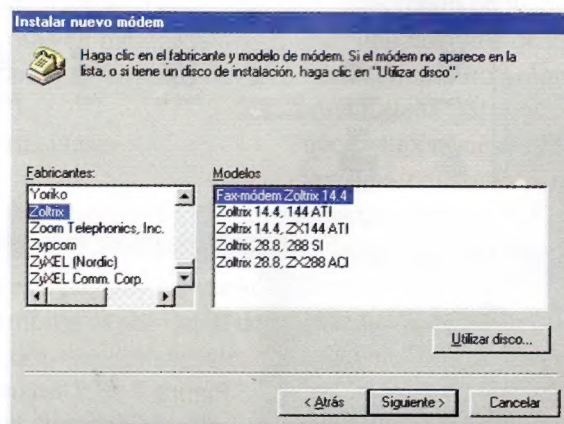 Instalar nuevo módem
Haga clic en el fabricante y modelo de módem. Si el módem no aparece en la
lista, o si tiene un disco de instalación, haga clic en "Utilizar disco".
Fabricantes:
Yoriko
Zoltrix
Zoom Telephonics, Inc.
Zypcom
ZyXEL (Nordic)
ZyXEL Comm. Corp.
Modelos
Fax-módem Zoltrix 14.4
Zoltrix 14.4, 144 ATI
Zoltrix 14.4, ZX144 ATI
Zoltrix 28.8, 288 SI
Zoltrix 28.8, ZX288 ACI
Utilizar disco...
< Atrás
Siguiente >
Cancelar